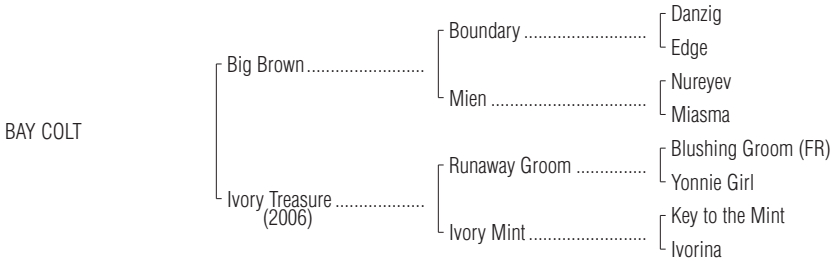 Danzig
Boundary ..........................
Edge
Big Brown.........................
Nureyev
Mien .................................
Miasma
BAY COLT
Blushing Groom (FR)
Runaway Groom ...............
Yonnie Girl
Ivory Treasure ...................
(2006)
Key to the Mint
Ivory Mint.........................
Ivorina